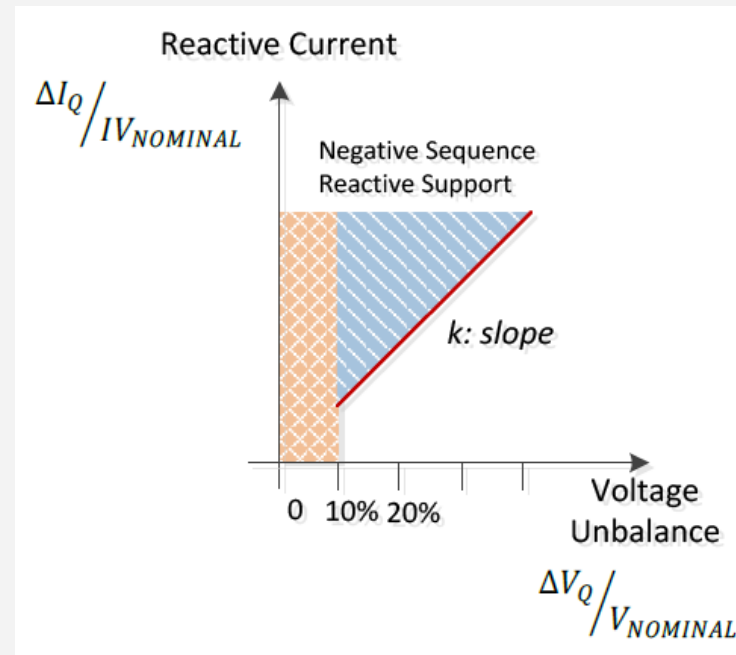 Reactive Current
ΔI_Q/IV_NOMINAL
Negative Sequence
Reactive Support
k: slope
0 10% 20%
Voltage
Unbalance
ΔV_Q/V_NOMINAL